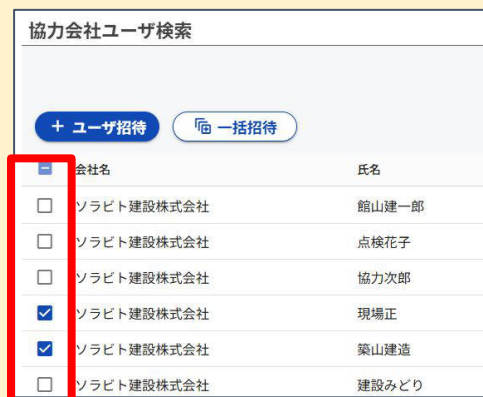 協力会社ユーザ検索
+ ユーザ招待 一括招待
会社名 氏名
ソラビト建設株式会社 館山建一郎
ソラビト建設株式会社 点検花子
ソラビト建設株式会社 協力次郎
ソラビト建設株式会社 現場正
ソラビト建設株式会社 築山建造
ソラビト建設株式会社 建設みどり